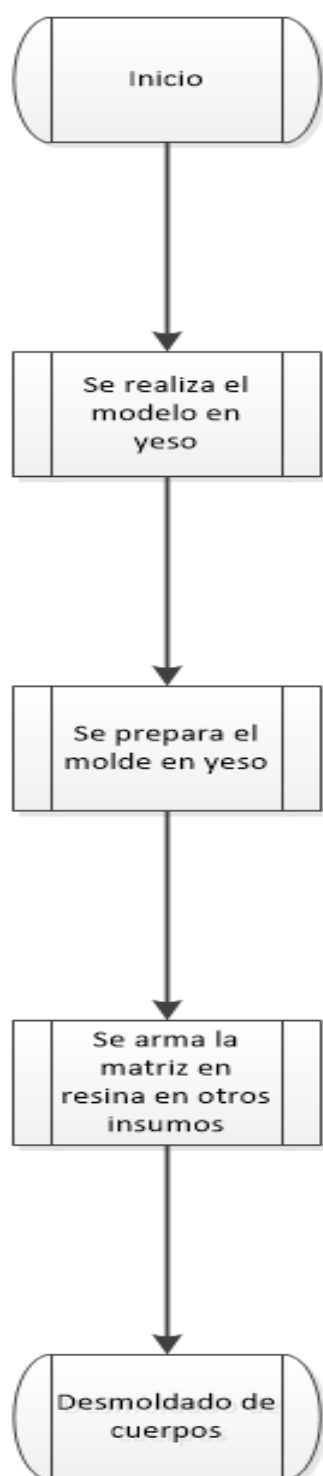 Inicio
Se realiza el
modelo en
yeso
Se prepara el
molde en yeso
Se arma la
matriz en
resina en otros
insumos
Desmoldado de
cuerpos